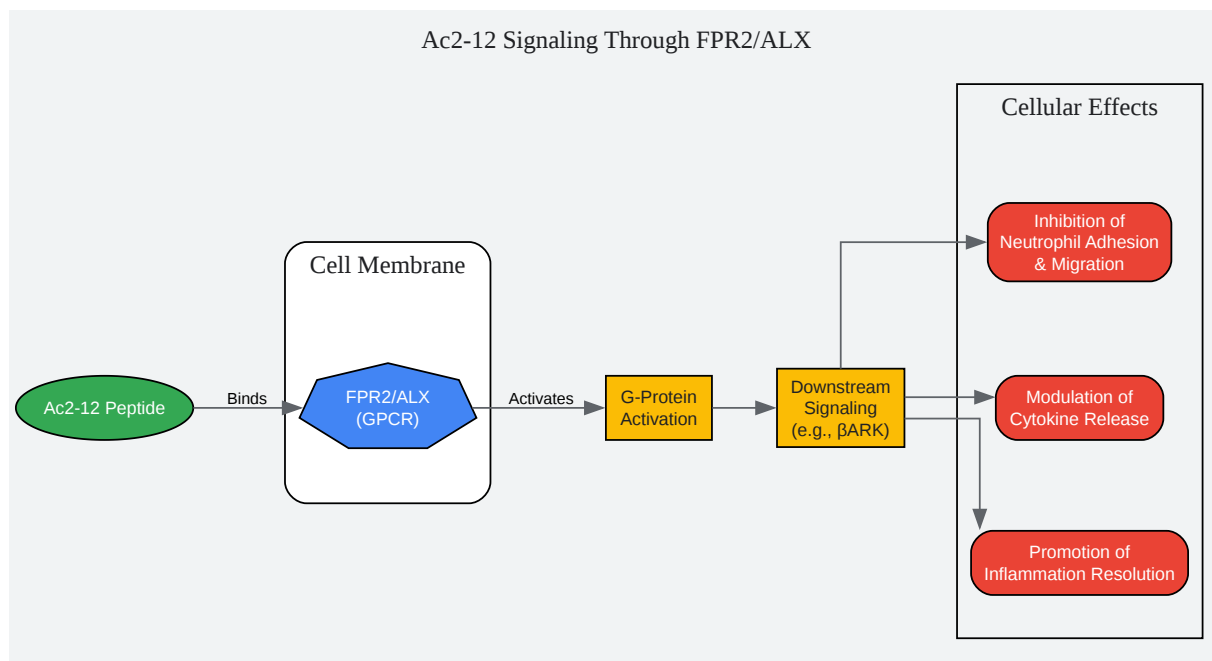 Ac2-12 Signaling Through FPR2/ALX
Cellular Effects
Inhibition of
Neutrophil Adhesion
& Migration
Cell Membrane
Ac2-12 Peptide
Binds
FPR2/ALX
(GPCR)
Activates
G-Protein
Activation
Downstream
Signaling
(e.g., βARK)
Modulation of
Cytokine Release
Promotion of
Inflammation Resolution